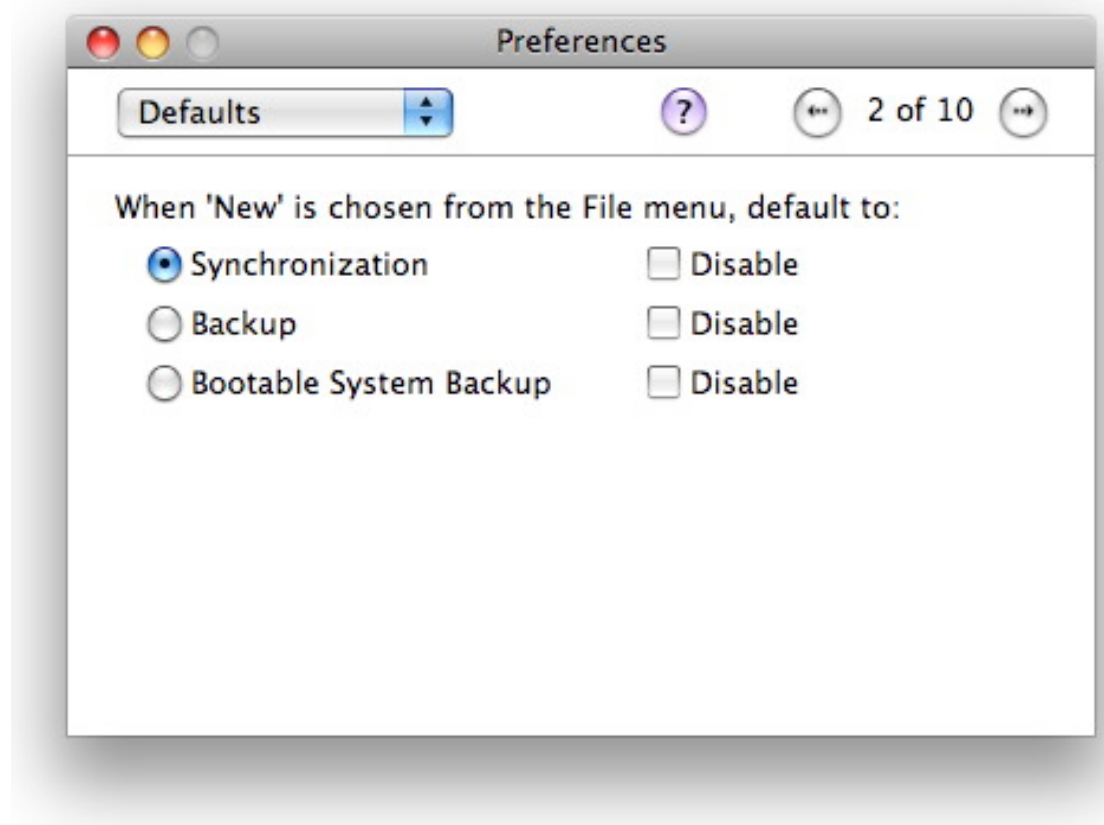 Preferences
Defaults ? 2 of 10
When 'New' is chosen from the File menu, default to:
Synchronization Disable
Backup Disable
Bootable System Backup Disable